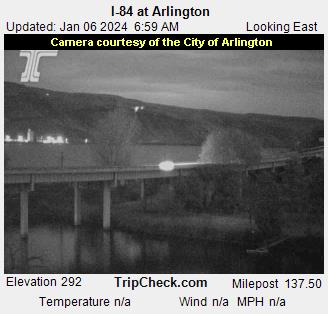 I-84 at Arlington
Updated: Jan 06 2024 6:59 AM Looking East
Camera courtesy of the City of Arlington
Elevation 292 TripCheck.com Milepost 137.50
Temperature n/a Wind n/a MPH n/a